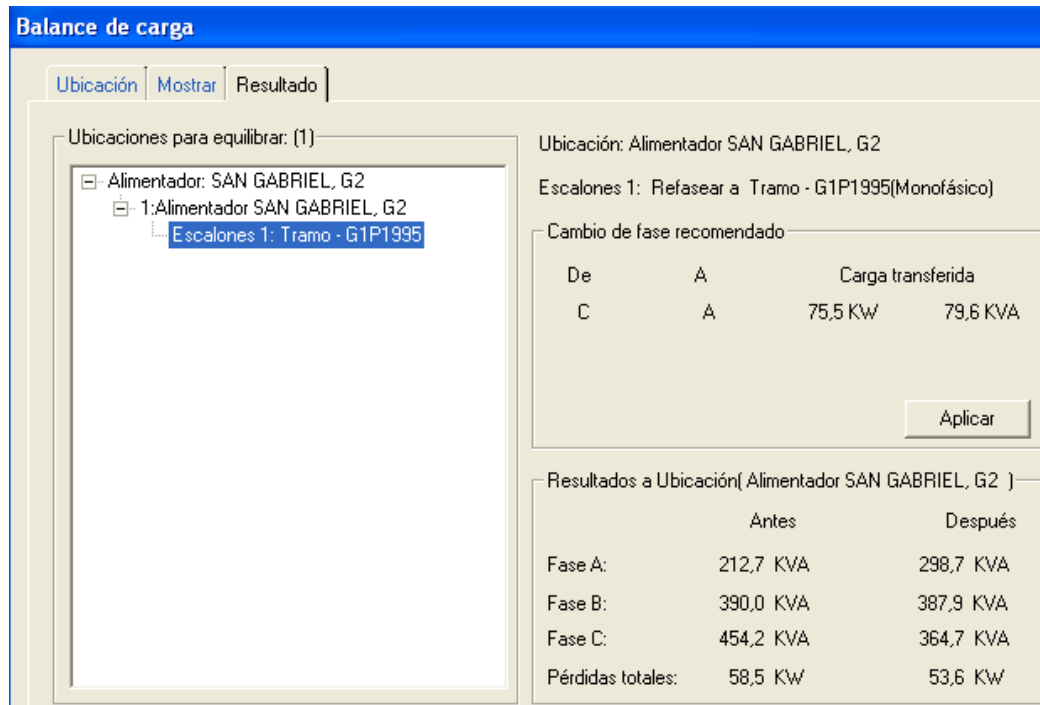 Balance de carga
Ubicación Mostrar Resultado
Ubicaciones para equilibrar: (1)
Alimentador: SAN GABRIEL, G2
1:Alimentador SAN GABRIEL, G2
Escalones 1: Tramo - G1P1995
Ubicación: Alimentador SAN GABRIEL, G2
Escalones 1: Refasear a Tramo - G1P1995(Monofásico)
Cambio de fase recomendado
De A Carga transferida
C A 75,5 KW 79,6 KVA
Aplicar
Resultados a Ubicación( Alimentador SAN GABRIEL, G2 )
Antes Después
Fase A: 212,7 KVA 298,7 KVA
Fase B: 390,0 KVA 387,9 KVA
Fase C: 454,2 KVA 364,7 KVA
Pérdidas totales: 58,5 KW 53,6 KW